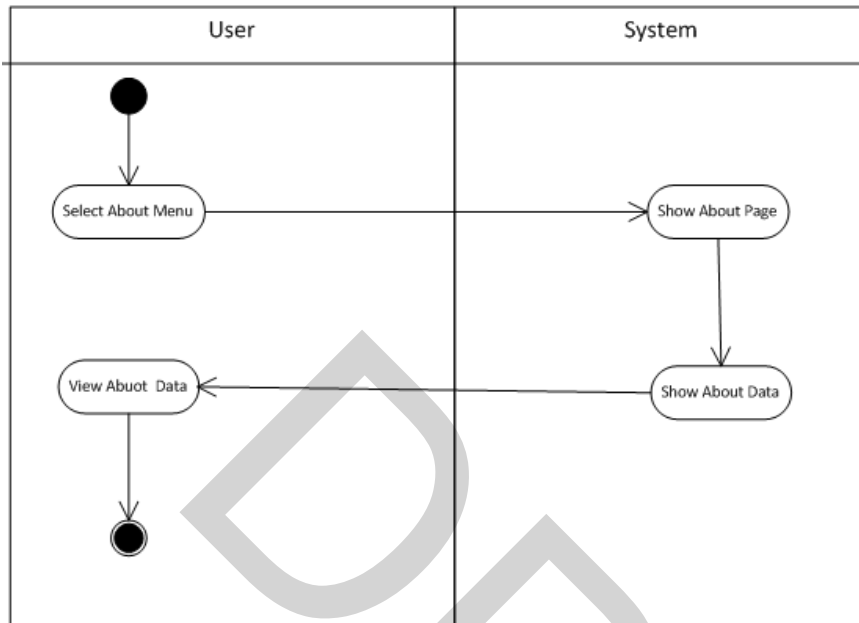 User
System
Select About Menu
Show About Page
View Abuot Data
Show About Data